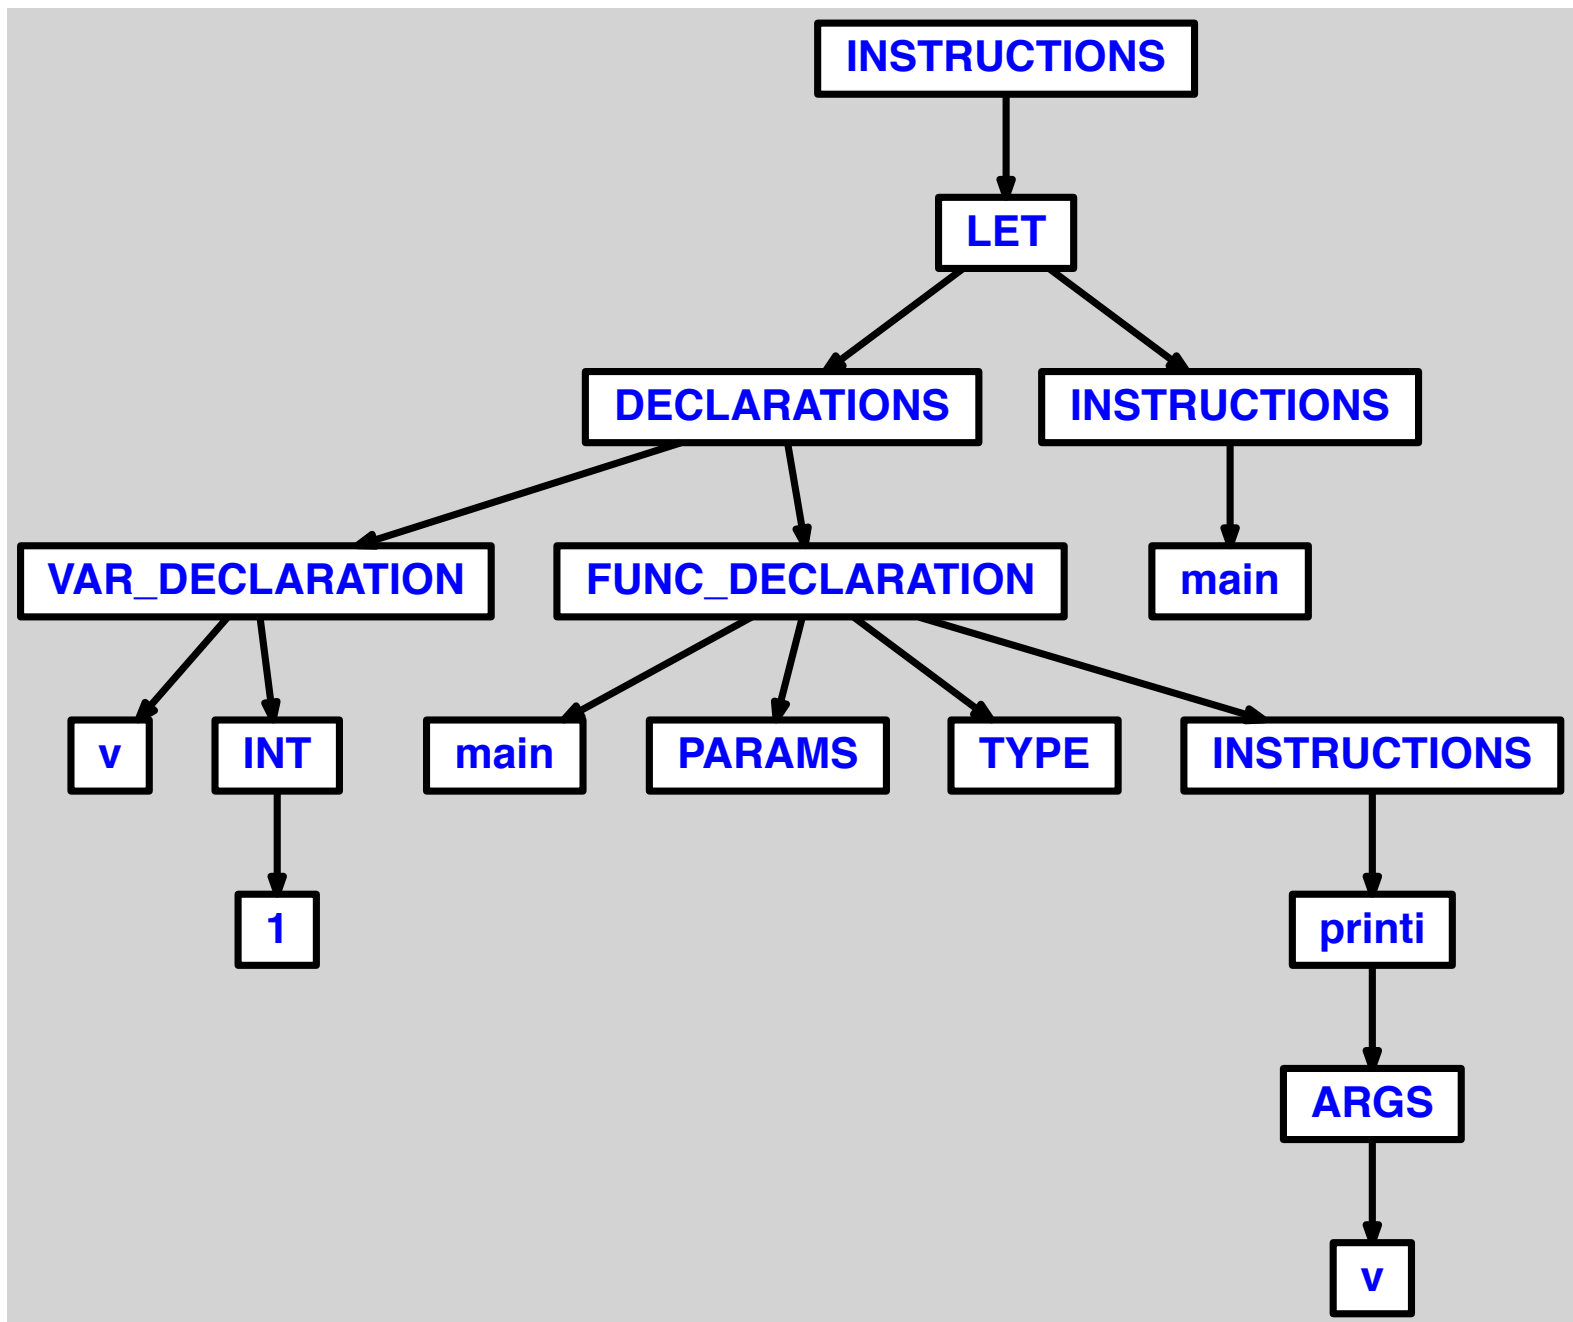 INSTRUCTIONS
LET
DECLARATIONS
INSTRUCTIONS
VAR_DECLARATION
FUNC_DECLARATION
main
v
INT
main
PARAMS
TYPE
INSTRUCTIONS
1
printi
ARGS
v